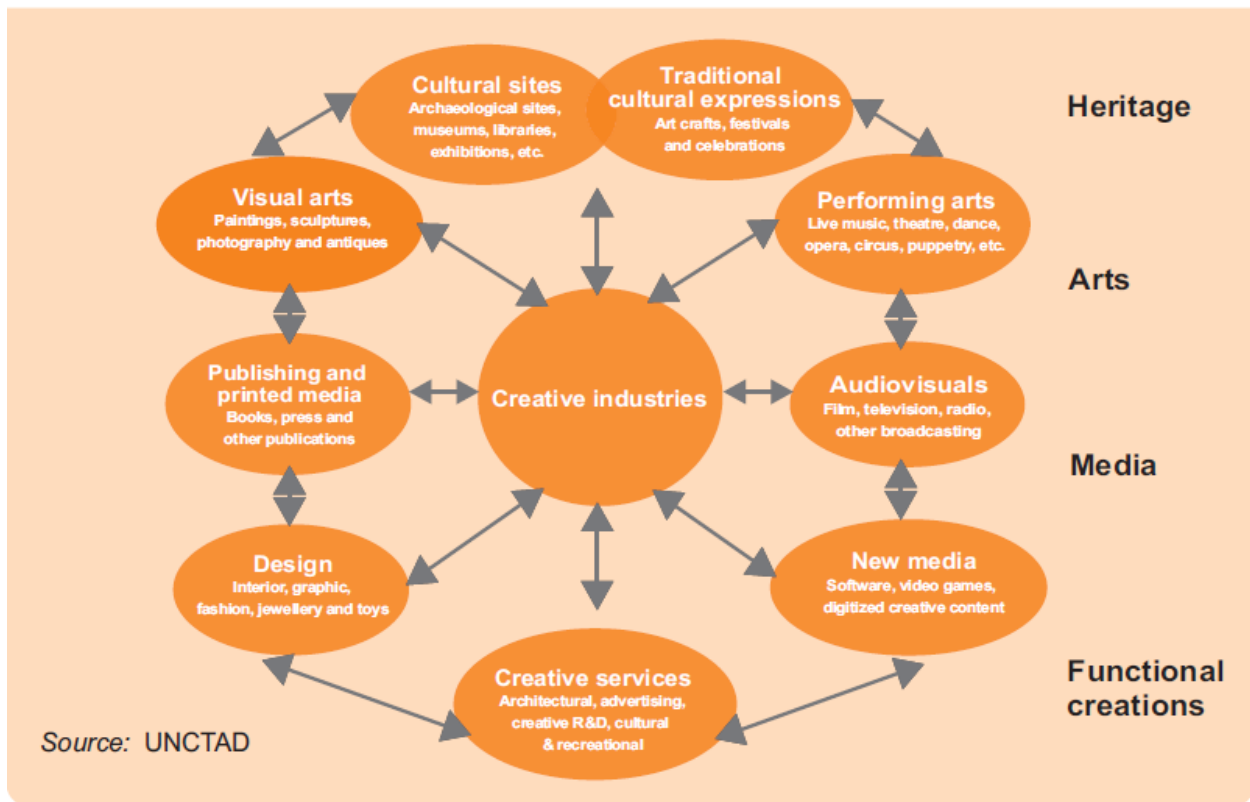 Cultural sites
Archaeological sites,
museums, libraries,
exhibitions, etc.
Traditional
cultural expressions
Art crafts, festivals
and celebrations
Heritage
Visual arts
Paintings, sculptures,
photography and antiques
Performing arts
Live music, theatre, dance,
opera, circus, puppetry, etc.
Arts
Publishing and
printed media
Books, press and
other publications
Creative industries
Audiovisuals
Film, television, radio,
other broadcasting
Media
Design
Interior, graphic,
fashion, jewellery and toys
New media
Software, video games,
digitized creative content
Creative services
Architectural, advertising,
creative R&D, cultural
& recreational
Functional
creations
Source: UNCTAD